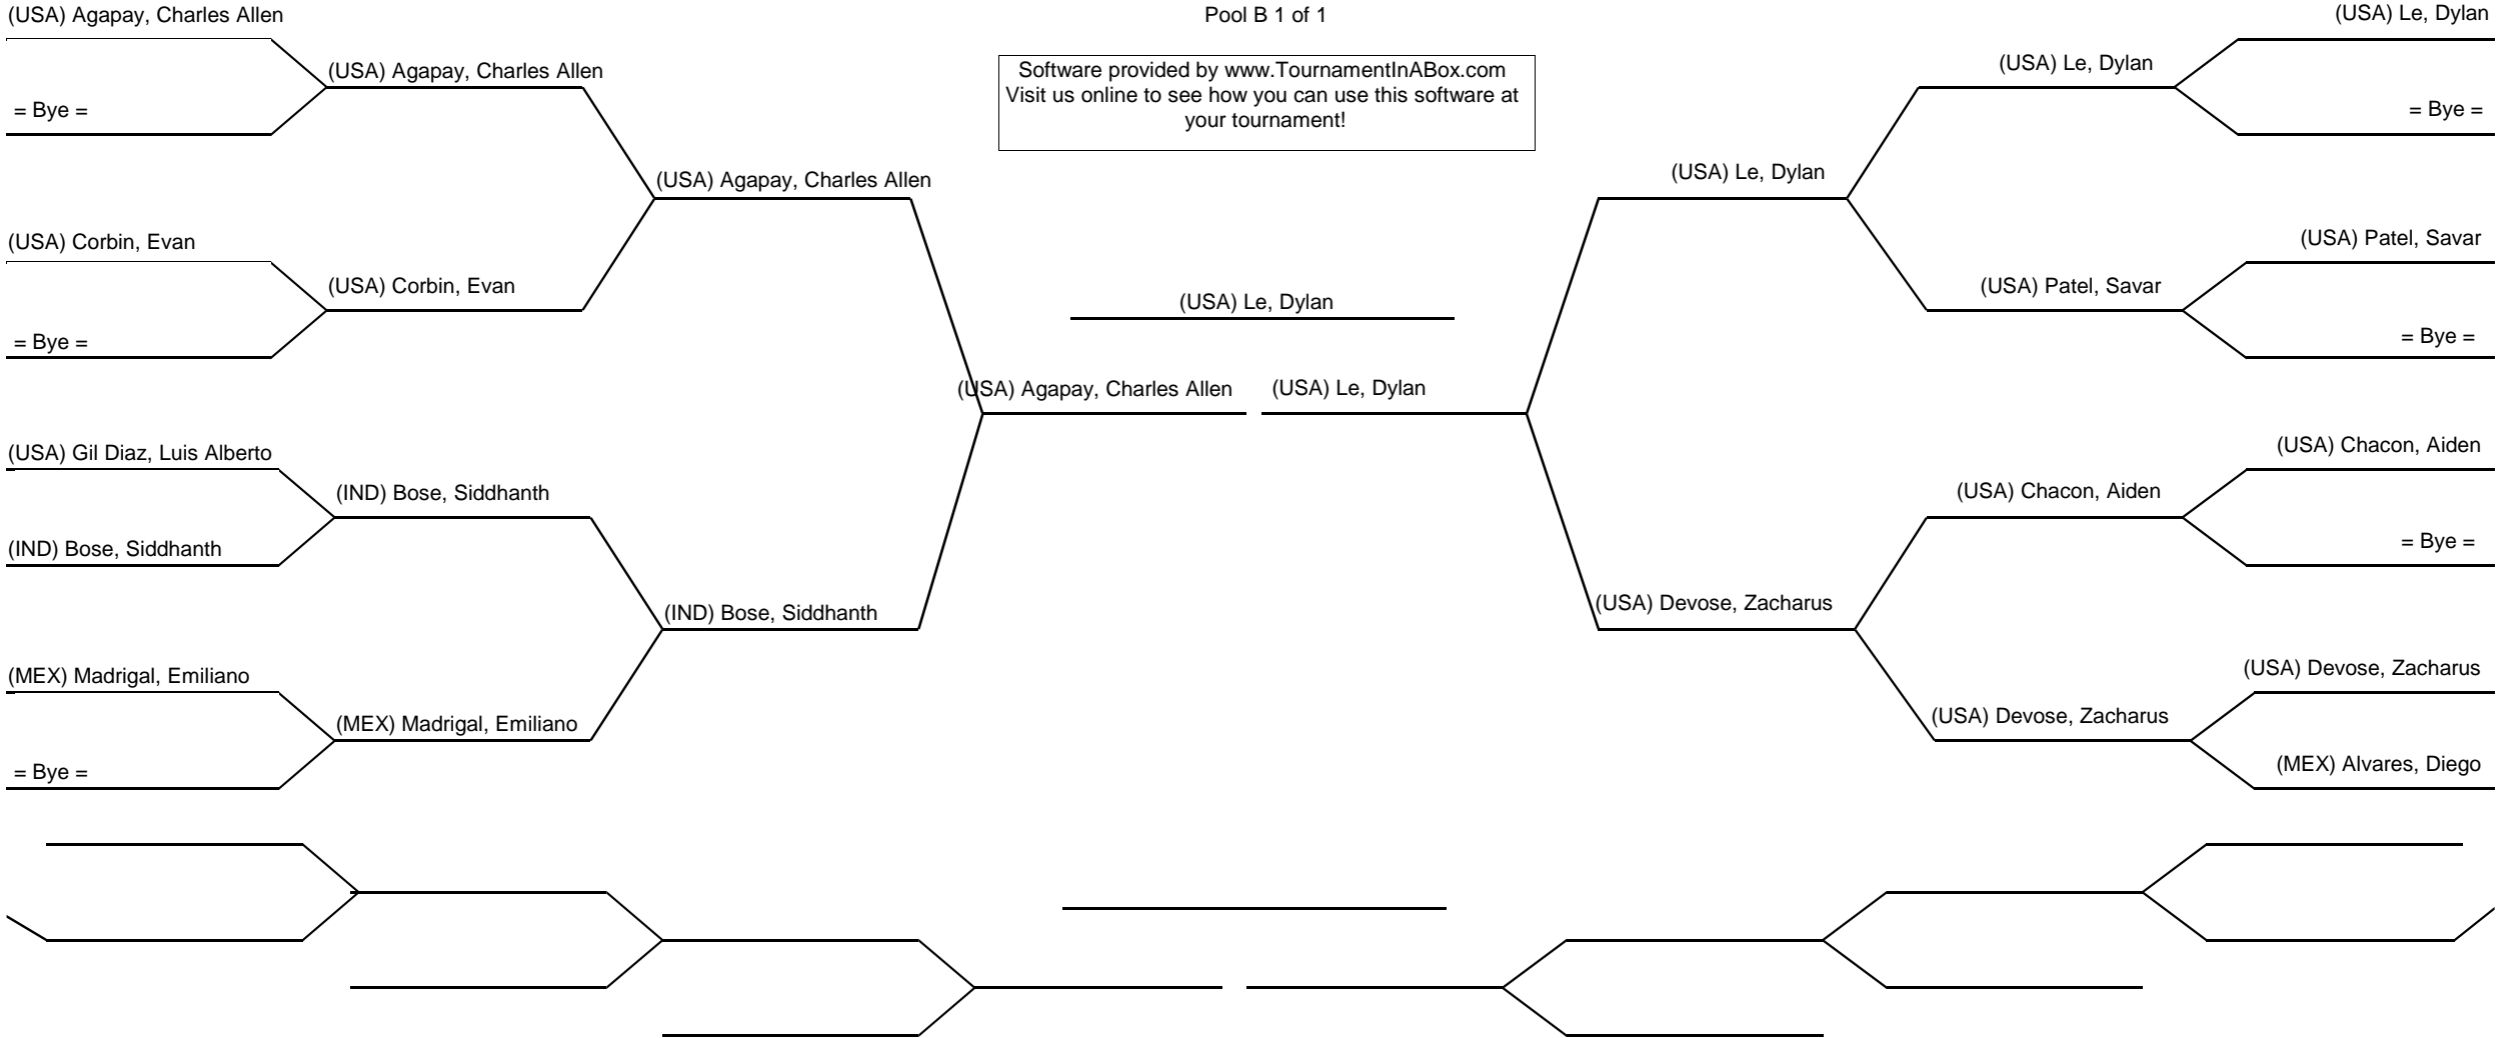 (USA) Agapay, Charles Allen
= Bye =
(USA) Corbin, Evan
= Bye =
(USA) Gil Diaz, Luis Alberto
(IND) Bose, Siddhanth
(MEX) Madrigal, Emiliano
= Bye =
(USA) Agapay, Charles Allen
(USA) Corbin, Evan
(IND) Bose, Siddhanth
(MEX) Madrigal, Emiliano
(USA) Agapay, Charles Allen
(IND) Bose, Siddhanth
Pool B 1 of 1
Software provided by www.TournamentInABox.com
Visit us online to see how you can use this software at
your tournament!
(USA) Le, Dylan
(USA) Agapay, Charles Allen
(USA) Le, Dylan
(USA) Le, Dylan
(USA) Devose, Zacharus
(USA) Le, Dylan
(USA) Patel, Savar
(USA) Chacon, Aiden
(USA) Devose, Zacharus
(USA) Le, Dylan
= Bye =
(USA) Patel, Savar
= Bye =
(USA) Chacon, Aiden
= Bye =
(USA) Devose, Zacharus
(MEX) Alvares, Diego